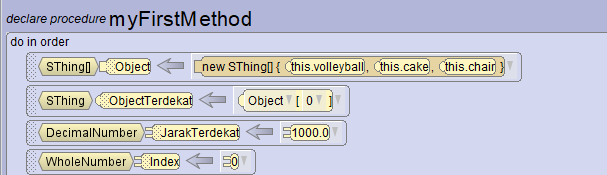 declare procedure myFirstMethod
do in order
SThing[] Object new SThing[] { this.volleyball , this.cake , this.chair }
SThing ObjectTerdekat Object [ 0 ]
DecimalNumber JarakTerdekat 1000.0
WholeNumber Index 0